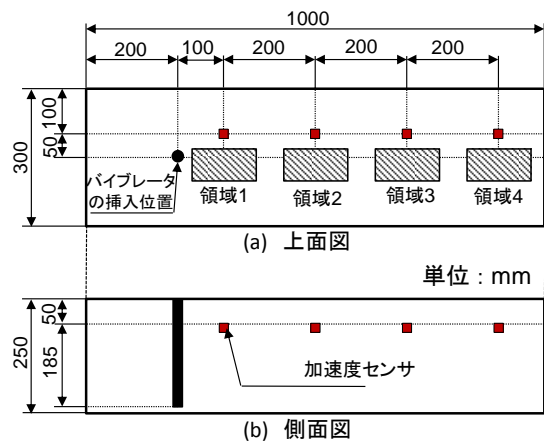 1000
200
100
200
200
200
300
100
50
バイブレータ
の挿入位置
領域1
領域2
領域3
領域4
(a) 上面図
単位：mm
250
50
185
加速度センサ
(b) 側面図